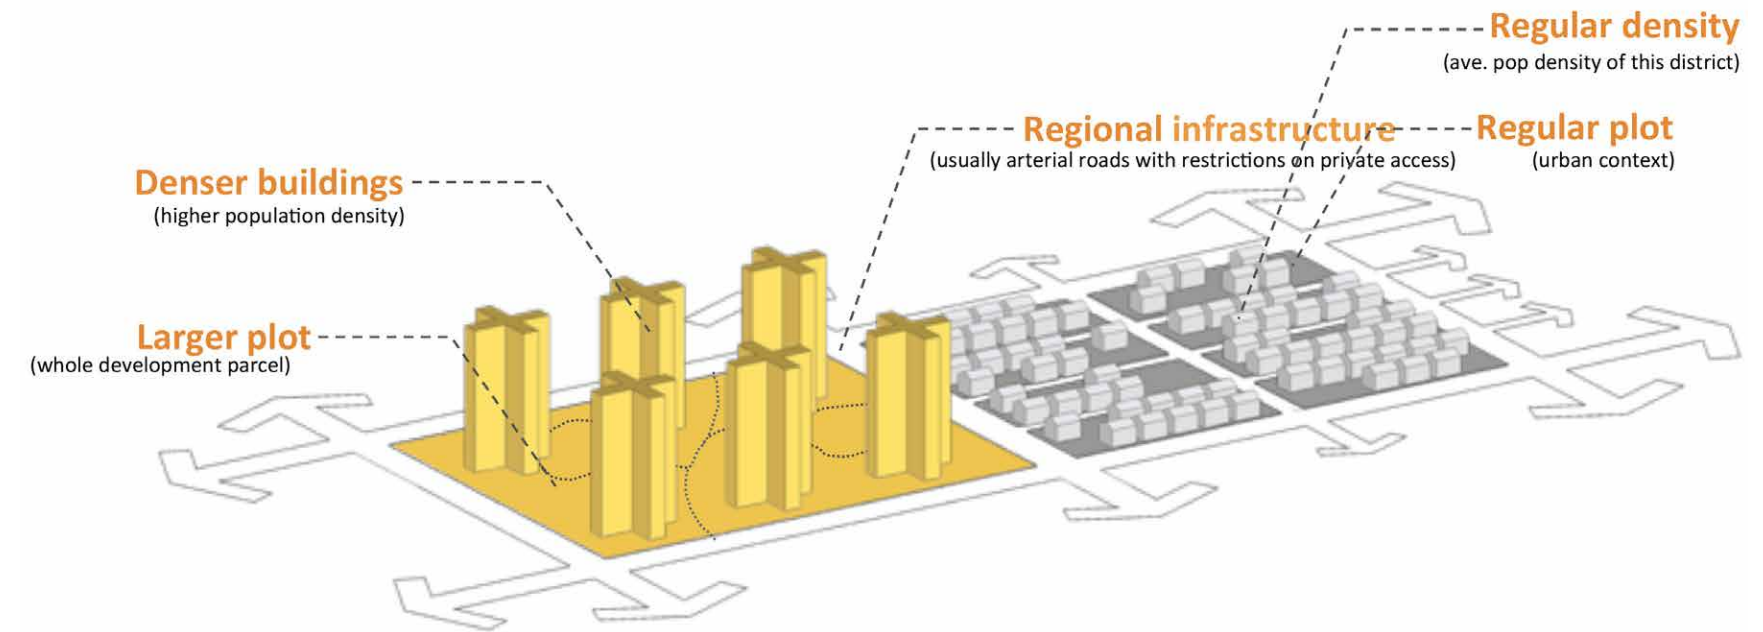 Regular density
(ave. pop density of this district)
Regional infrastructure
(usually arterial roads with restrictions on private access)
Regular plot
(urban context)
Denser buildings
(higher population density)
Larger plot
(whole development parcel)